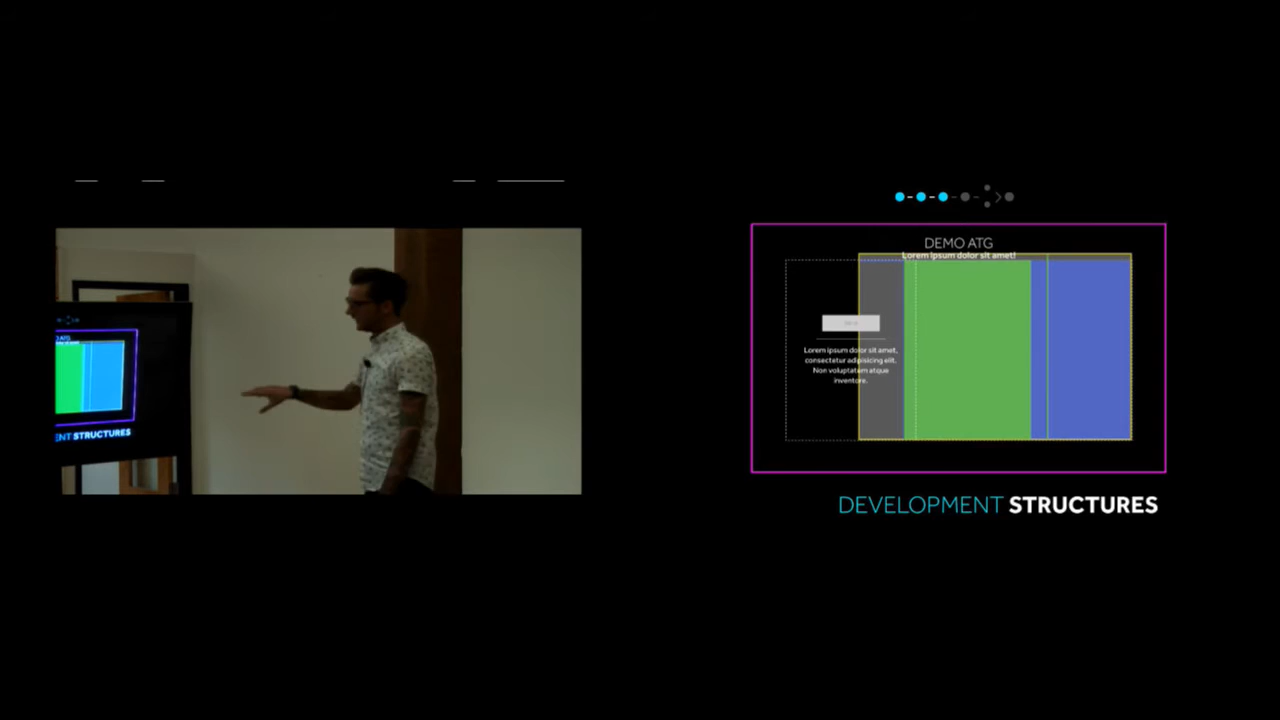 DEMO ATG
Lorem ipsum dolor sit amet!
Lorem ipsum dolor sit amet,
consectetur adipisicing elit.
Non voluptatem atque
inventore.
DEVELOPMENT STRUCTURES
ENT STRUCTURES